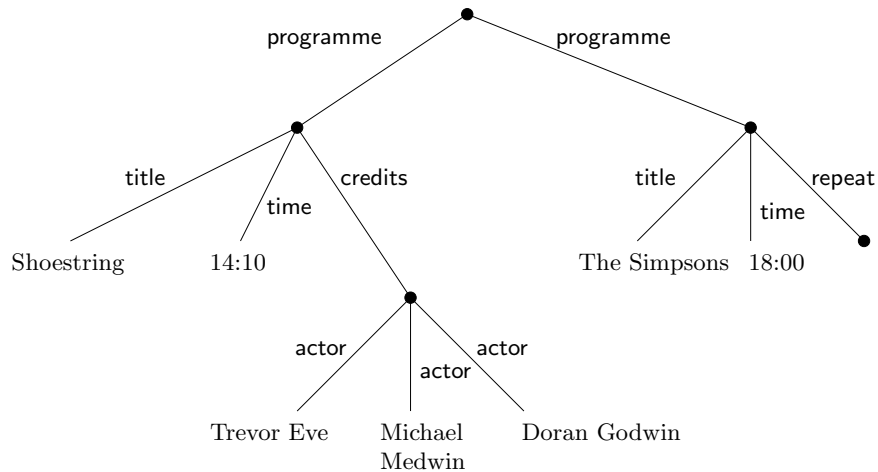 programme programme
title credits title repeat
time time
Shoestring 14:10 The Simpsons 18:00
actor actor
actor
Trevor Eve Michael Doran Godwin
Medwin